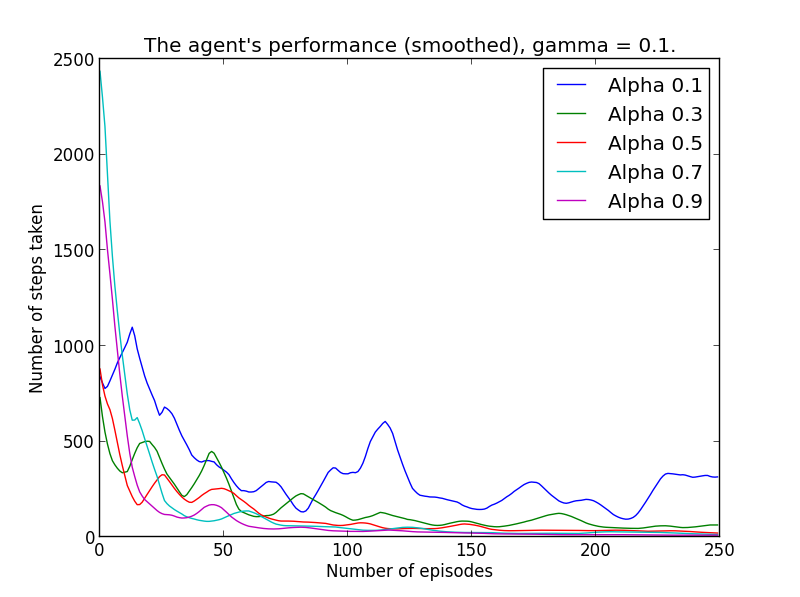 The agent's performance (smoothed), gamma = 0.1.
2500
2000
1500
1000
500
0
Number of steps taken
Alpha 0.1
Alpha 0.3
Alpha 0.5
Alpha 0.7
Alpha 0.9
0 50 100 150 200 250
Number of episodes